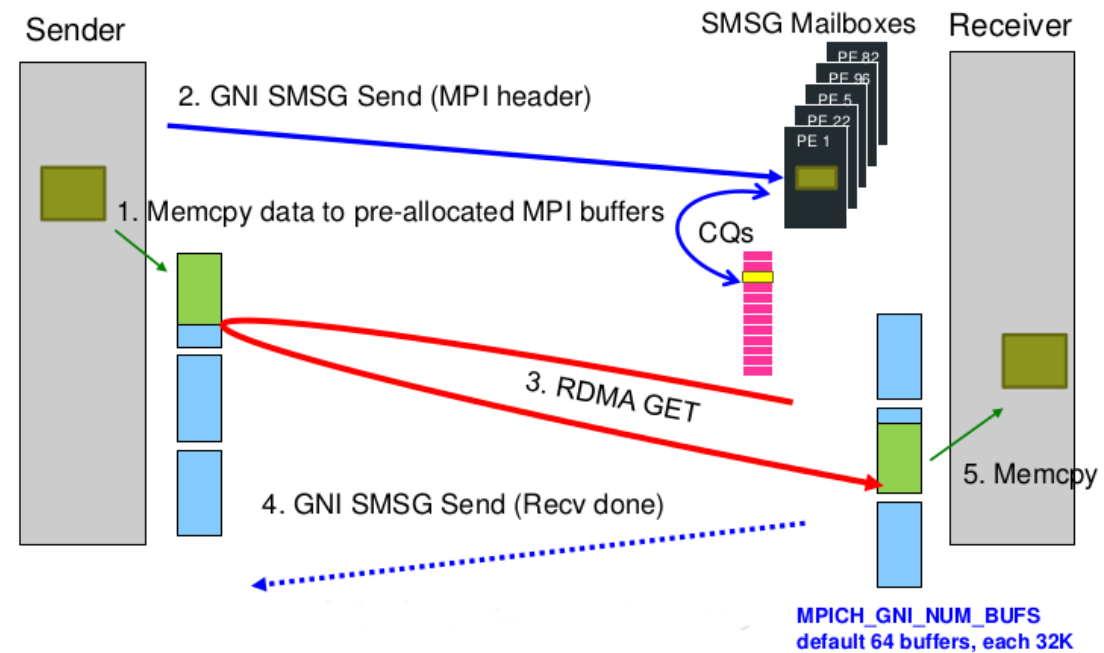 Sender
SMSG Mailboxes
Receiver
PE 82
PE 96
PE 5
PE 22
PE 1
2. GNI SMSG Send (MPI header)
1. Memcpy data to pre-allocated MPI buffers
CQs
3. RDMA GET
5. Memcpy
4. GNI SMSG Send (Recv done)
MPICH_GNI_NUM_BUFS
default 64 buffers, each 32K